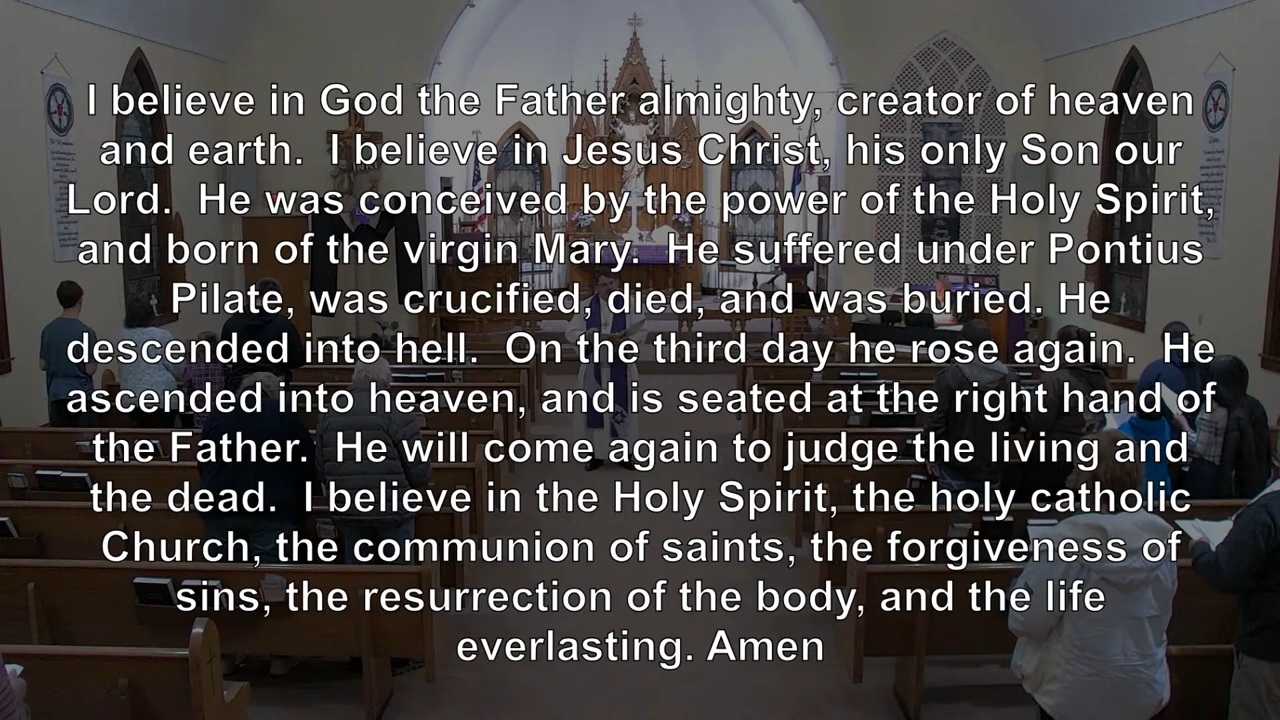 I believe in God the Father almighty, creator of heaven
and earth.  I believe in Jesus Christ, his only Son our
Lord.  He was conceived by the power of the Holy Spirit,
and born of the virgin Mary.  He suffered under Pontius
Pilate, was crucified, died, and was buried. He
descended into hell.  On the third day he rose again.  He
ascended into heaven, and is seated at the right hand of
the Father.  He will come again to judge the living and
the dead.  I believe in the Holy Spirit, the holy catholic
Church, the communion of saints, the forgiveness of
sins, the resurrection of the body, and the life
everlasting. Amen